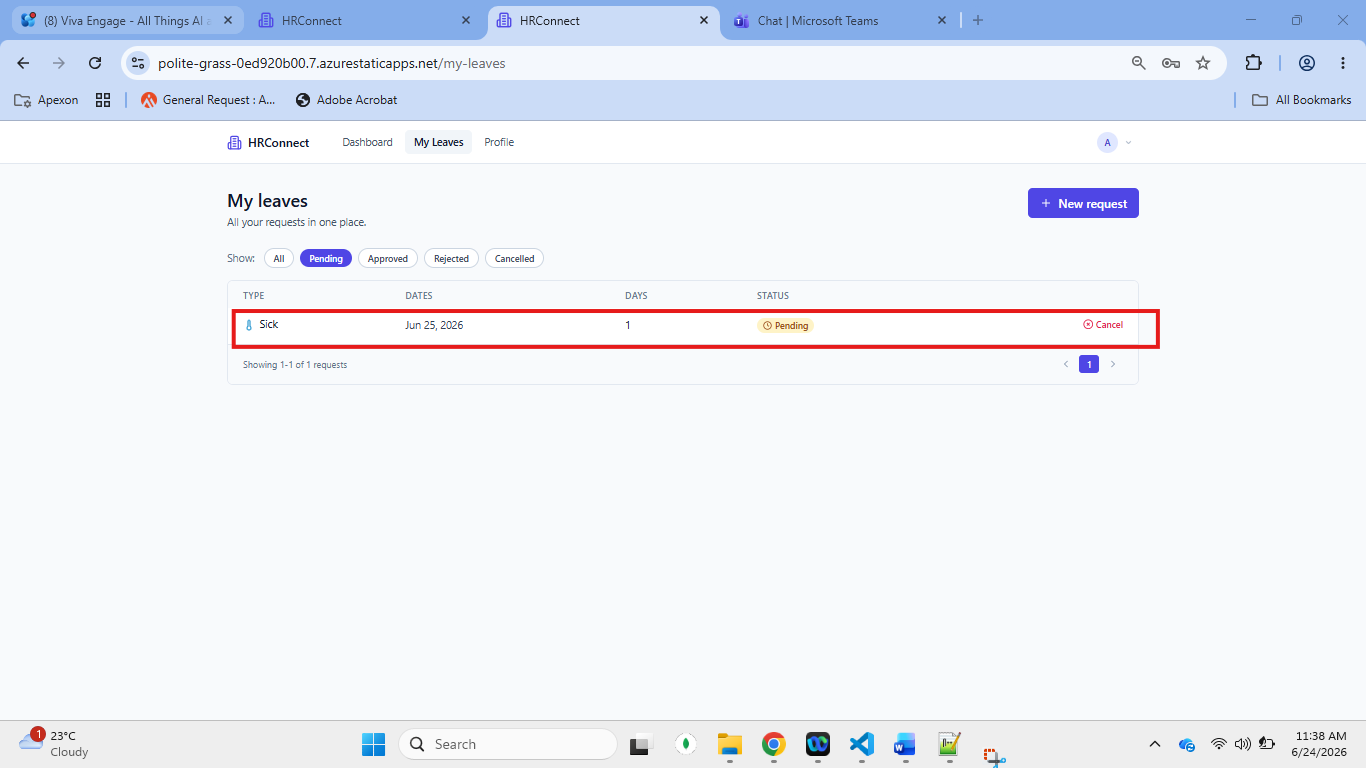 (8) Viva Engage - All Things AI a
HRConnect
HRConnect
Chat | Microsoft Teams
polite-grass-0ed920b00.7.azurestaticapps.net/my-leaves
Apexon
General Request : A...
Adobe Acrobat
All Bookmarks
HRConnect
Dashboard
My Leaves
Profile
A
My leaves
All your requests in one place.
+ New request
Show:
All
Pending
Approved
Rejected
Cancelled
TYPE DATES DAYS STATUS
Sick Jun 25, 2026 1 Pending Cancel
Showing 1-1 of 1 requests
1
1
23°C
Cloudy
Search
11:38 AM
6/24/2026